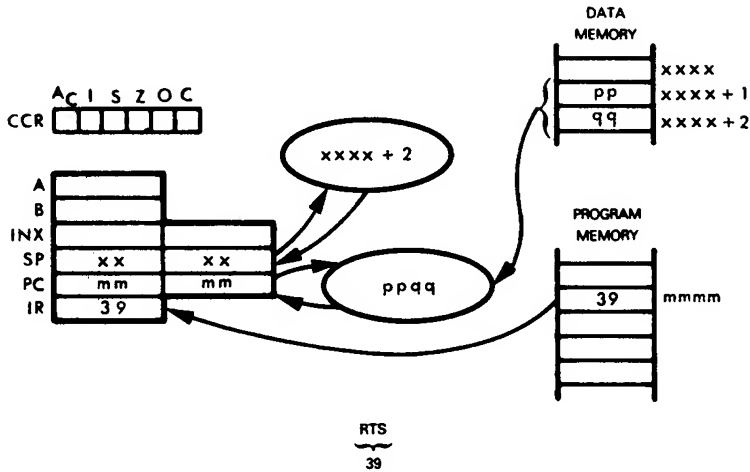 DATA
MEMORY
xxxx
pp xxxx + 1
qq xxxx + 2
AC I S Z O C
CCR
xxxx + 2
A
B
INX
SP xx xx
PC mm mm
IR 39
ppqq
PROGRAM
MEMORY
39 mmmm
RTS
39